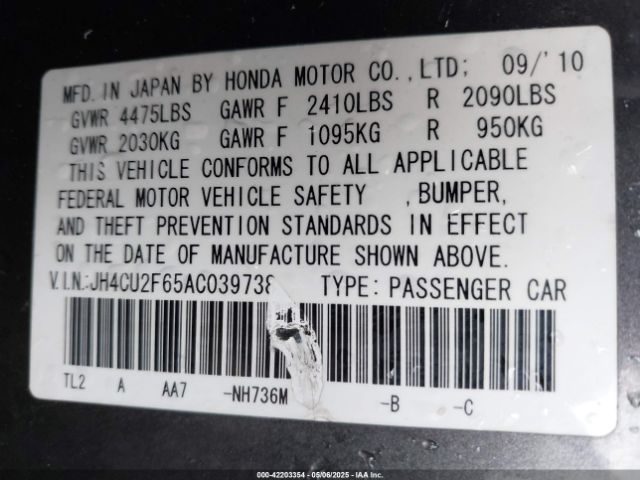 MFD. IN JAPAN BY HONDA MOTOR CO.,LTD; 09/'10
GVWR 4475LBS GAWR F 2410LBS R 2090LBS
GVWR 2030KG GAWR F 1095KG R 950KG
THIS VEHICLE CONFORMS TO ALL APPLICABLE
FEDERAL MOTOR VEHICLE SAFETY , BUMPER,
AND THEFT PREVENTION STANDARDS IN EFFECT
ON THE DATE OF MANUFACTURE SHOWN ABOVE.
V.I.N.:JH4CU2F65AC039738 TYPE: PASSENGER CAR
TL2 A AA7 -NH736M -B -C
000-42203354 - 05/06/2025 - IAA Inc.